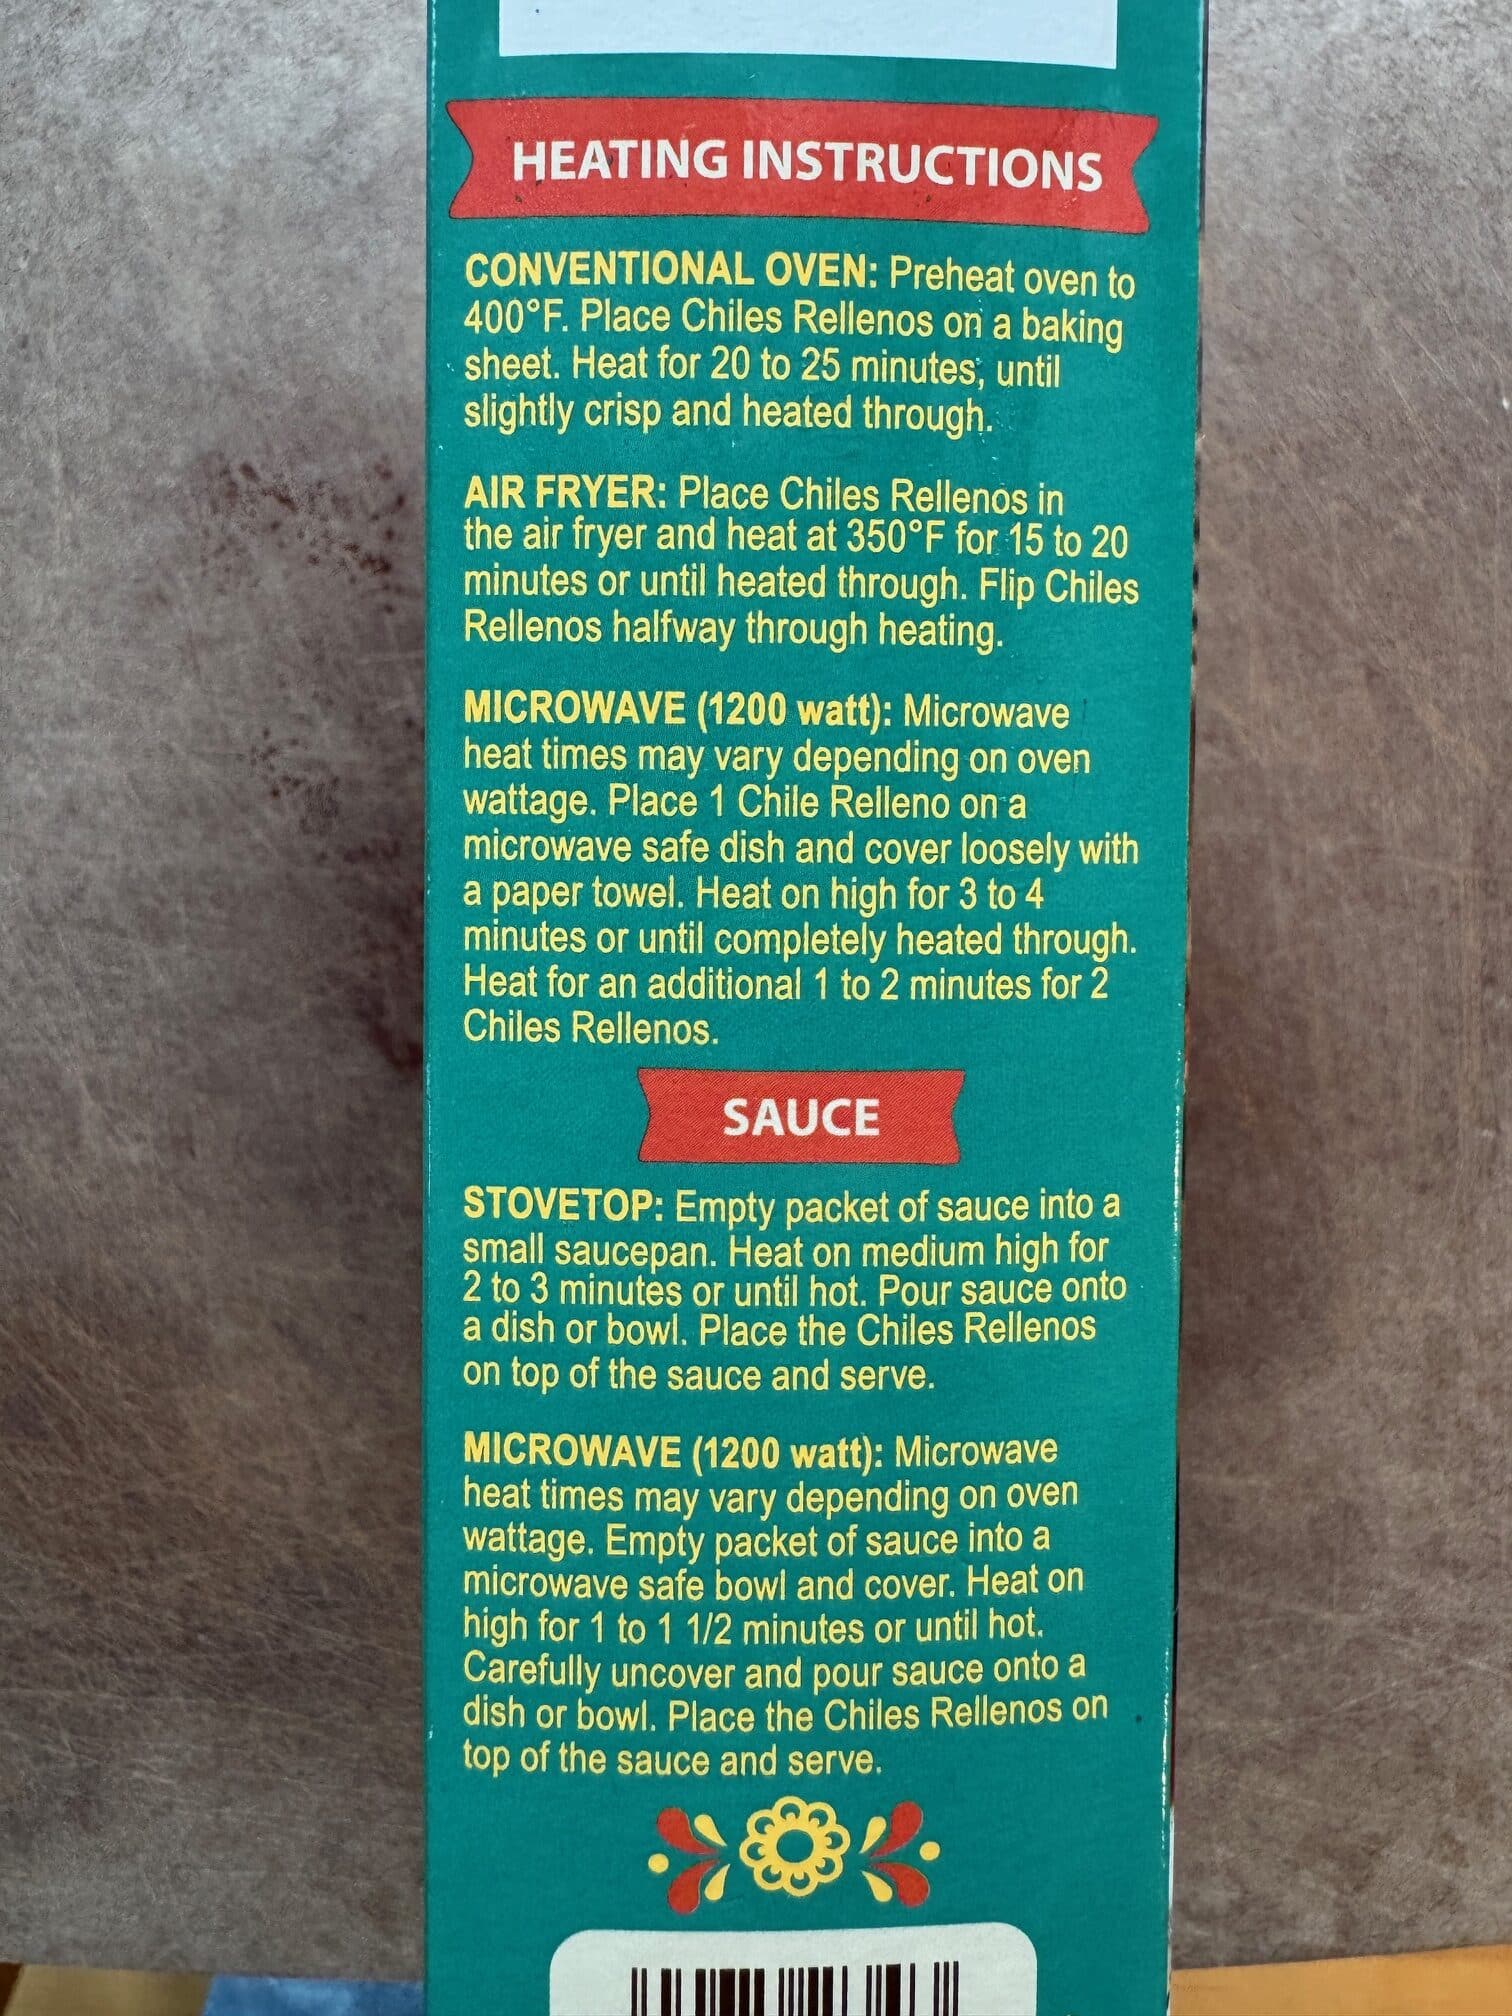 HEATING INSTRUCTIONS
CONVENTIONAL OVEN: Preheat oven to
400°F. Place Chiles Rellenos on a baking
sheet. Heat for 20 to 25 minutes, until
slightly crisp and heated through.
AIR FRYER: Place Chiles Rellenos in
the air fryer and heat at 350°F for 15 to 20
minutes or until heated through. Flip Chiles
Rellenos halfway through heating.
MICROWAVE (1200 watt): Microwave
heat times may vary depending on oven
wattage. Place 1 Chile Relleno on a
microwave safe dish and cover loosely with
a paper towel. Heat on high for 3 to 4
minutes or until completely heated through.
Heat for an additional 1 to 2 minutes for 2
Chiles Rellenos.
SAUCE
STOVETOP: Empty packet of sauce into a
small saucepan. Heat on medium high for
2 to 3 minutes or until hot. Pour sauce onto
a dish or bowl. Place the Chiles Rellenos
on top of the sauce and serve.
MICROWAVE (1200 watt): Microwave
heat times may vary depending on oven
wattage. Empty packet of sauce into a
microwave safe bowl and cover. Heat on
high for 1 to 1 1/2 minutes or until hot.
Carefully uncover and pour sauce onto a
dish or bowl. Place the Chiles Rellenos on
top of the sauce and serve.